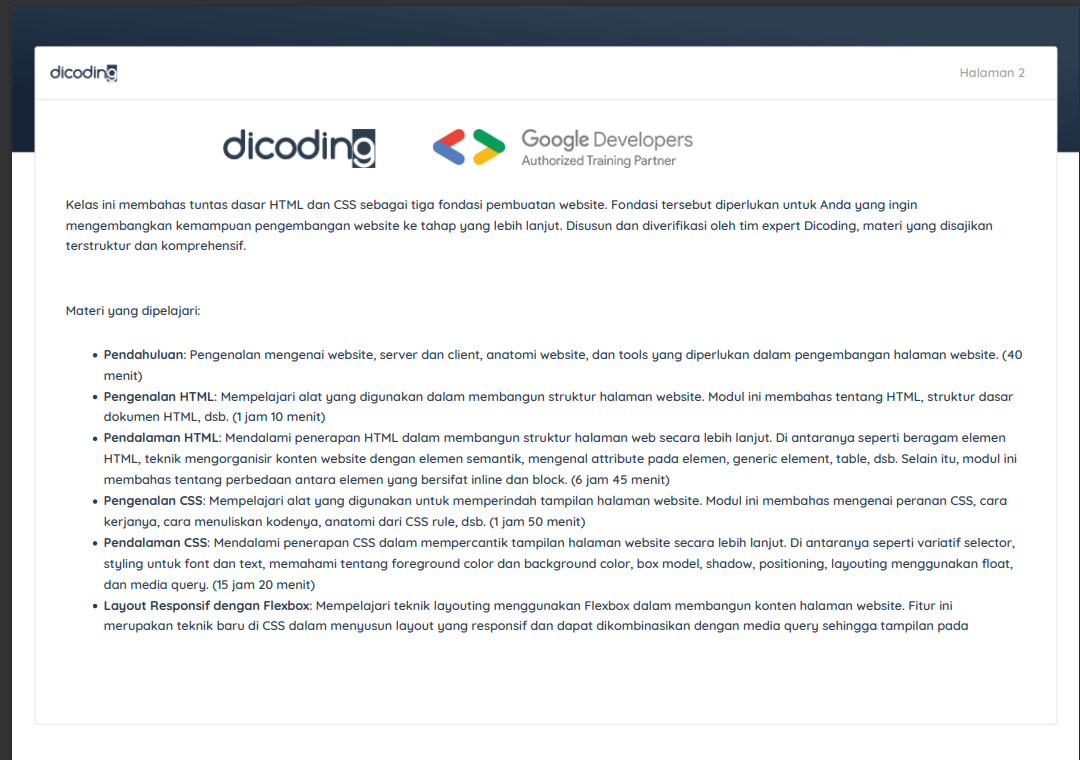 dicoding
Halaman 2
dicoding
Google Developers
Authorized Training Partner
Kelas ini membahas tuntas dasar HTML dan CSS sebagai tiga fondasi pembuatan website. Fondasi tersebut diperlukan untuk Anda yang ingin
mengembangkan kemampuan pengembangan website ke tahap yang lebih lanjut. Disusun dan diverifikasi oleh tim expert Dicoding, materi yang disajikan
terstruktur dan komprehensif.
Materi yang dipelajari:
• Pendahuluan: Pengenalan mengenai website, server dan client, anatomi website, dan tools yang diperlukan dalam pengembangan halaman website. (40
menit)
• Pengenalan HTML: Mempelajari alat yang digunakan dalam membangun struktur halaman website. Modul ini membahas tentang HTML, struktur dasar
dokumen HTML, dsb. (1 jam 10 menit)
• Pendalaman HTML: Mendalami penerapan HTML dalam membangun struktur halaman web secara lebih lanjut. Di antaranya seperti beragam elemen
HTML, teknik mengorganisir konten website dengan elemen semantik, mengenal attribute pada elemen, generic element, table, dsb. Selain itu, modul ini
membahas tentang perbedaan antara elemen yang bersifat inline dan block. (6 jam 45 menit)
• Pengenalan CSS: Mempelajari alat yang digunakan untuk memperindah tampilan halaman website. Modul ini membahas mengenai peranan CSS, cara
kerjanya, cara menuliskan kodenya, anatomi dari CSS rule, dsb. (1 jam 50 menit)
• Pendalaman CSS: Mendalami penerapan CSS dalam mempercantik tampilan halaman website secara lebih lanjut. Di antaranya seperti variatif selector,
styling untuk font dan text, memahami tentang foreground color dan background color, box model, shadow, positioning, layouting menggunakan float,
dan media query. (15 jam 20 menit)
• Layout Responsif dengan Flexbox: Mempelajari teknik layouting menggunakan Flexbox dalam membangun konten halaman website. Fitur ini
merupakan teknik baru di CSS dalam menyusun layout yang responsif dan dapat dikombinasikan dengan media query sehingga tampilan pada